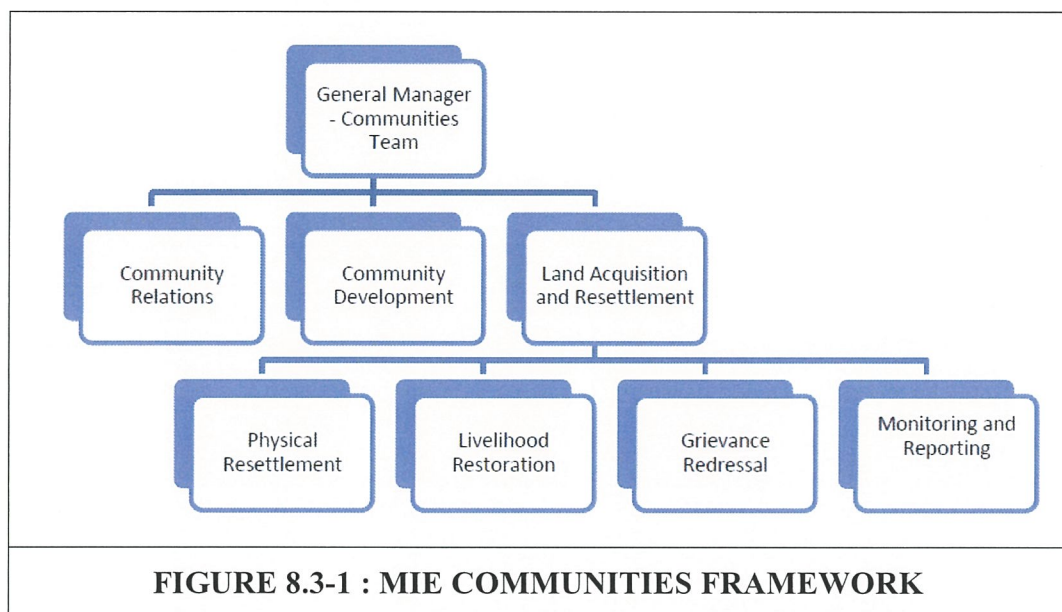 General Manager
- Communities
Team
Community
Relations
Community
Development
Land Acquisition
and Resettlement
Physical
Resettlement
Livelihood
Restoration
Grievance
Redressal
Monitoring and
Reporting
FIGURE 8.3-1 : MIE COMMUNITIES FRAMEWORK